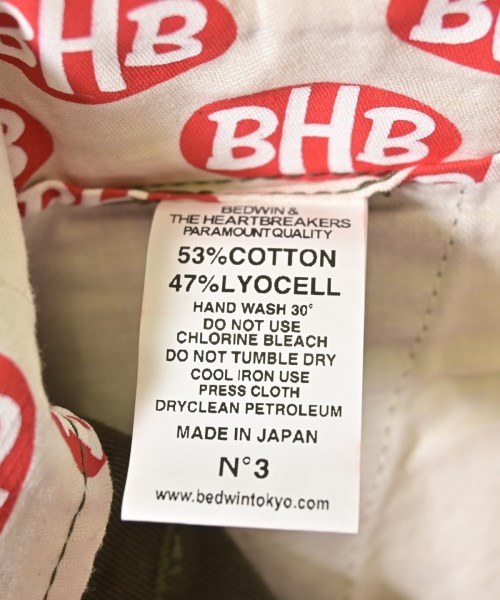 BHB
BHB
BHB
BEDWIN &
THE HEARTBREAKERS
PARAMOUNT QUALITY
53%COTTON
47%LYOCELL
HAND WASH 30°
DO NOT USE
CHLORINE BLEACH
DO NOT TUMBLE DRY
COOL IRON USE
PRESS CLOTH
DRYCLEAN PETROLEUM
MADE IN JAPAN
N°3
www.bedwintokyo.com